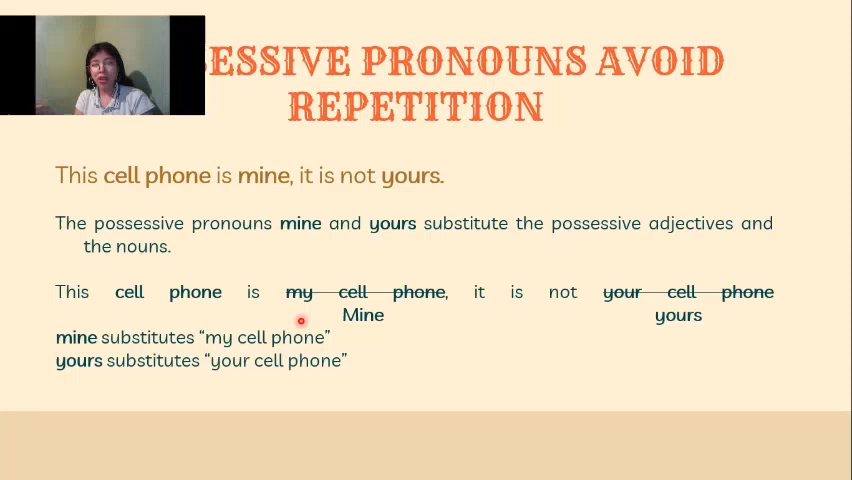 ESSIVE PRONOUNS AVOID
REPETITION
This cell phone is mine, it is not yours.
The possessive pronouns mine and yours substitute the possessive adjectives and
the nouns.
This cell phone is my cell phone, it is not your cell phone
Mine yours
mine substitutes “my cell phone”
yours substitutes “your cell phone”